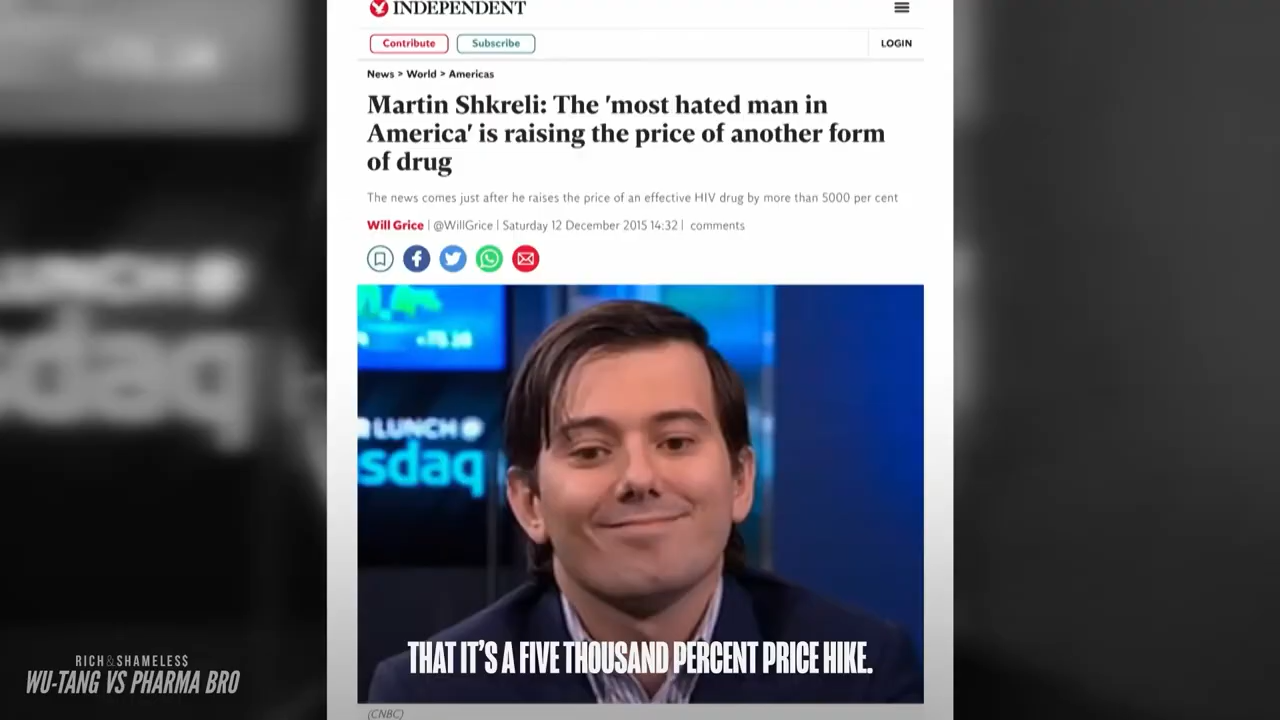 INDEPENDENT
Contribute
Subscribe
LOGIN
News > World > Americas
Martin Shkreli: The 'most hated man in
America' is raising the price of another form
of drug
The news comes just after he raises the price of an effective HIV drug by more than 5000 per cent
Will Grice | @WillGrice | Saturday 12 December 2015 14:32 | comments
LUNCH
sdaq
THAT IT'S A FIVE THOUSAND PERCENT PRICE HIKE.
(CNBC)
LUNCH
sdaq
RICH&SHAMELESS
WU-TANG VS PHARMA BRO